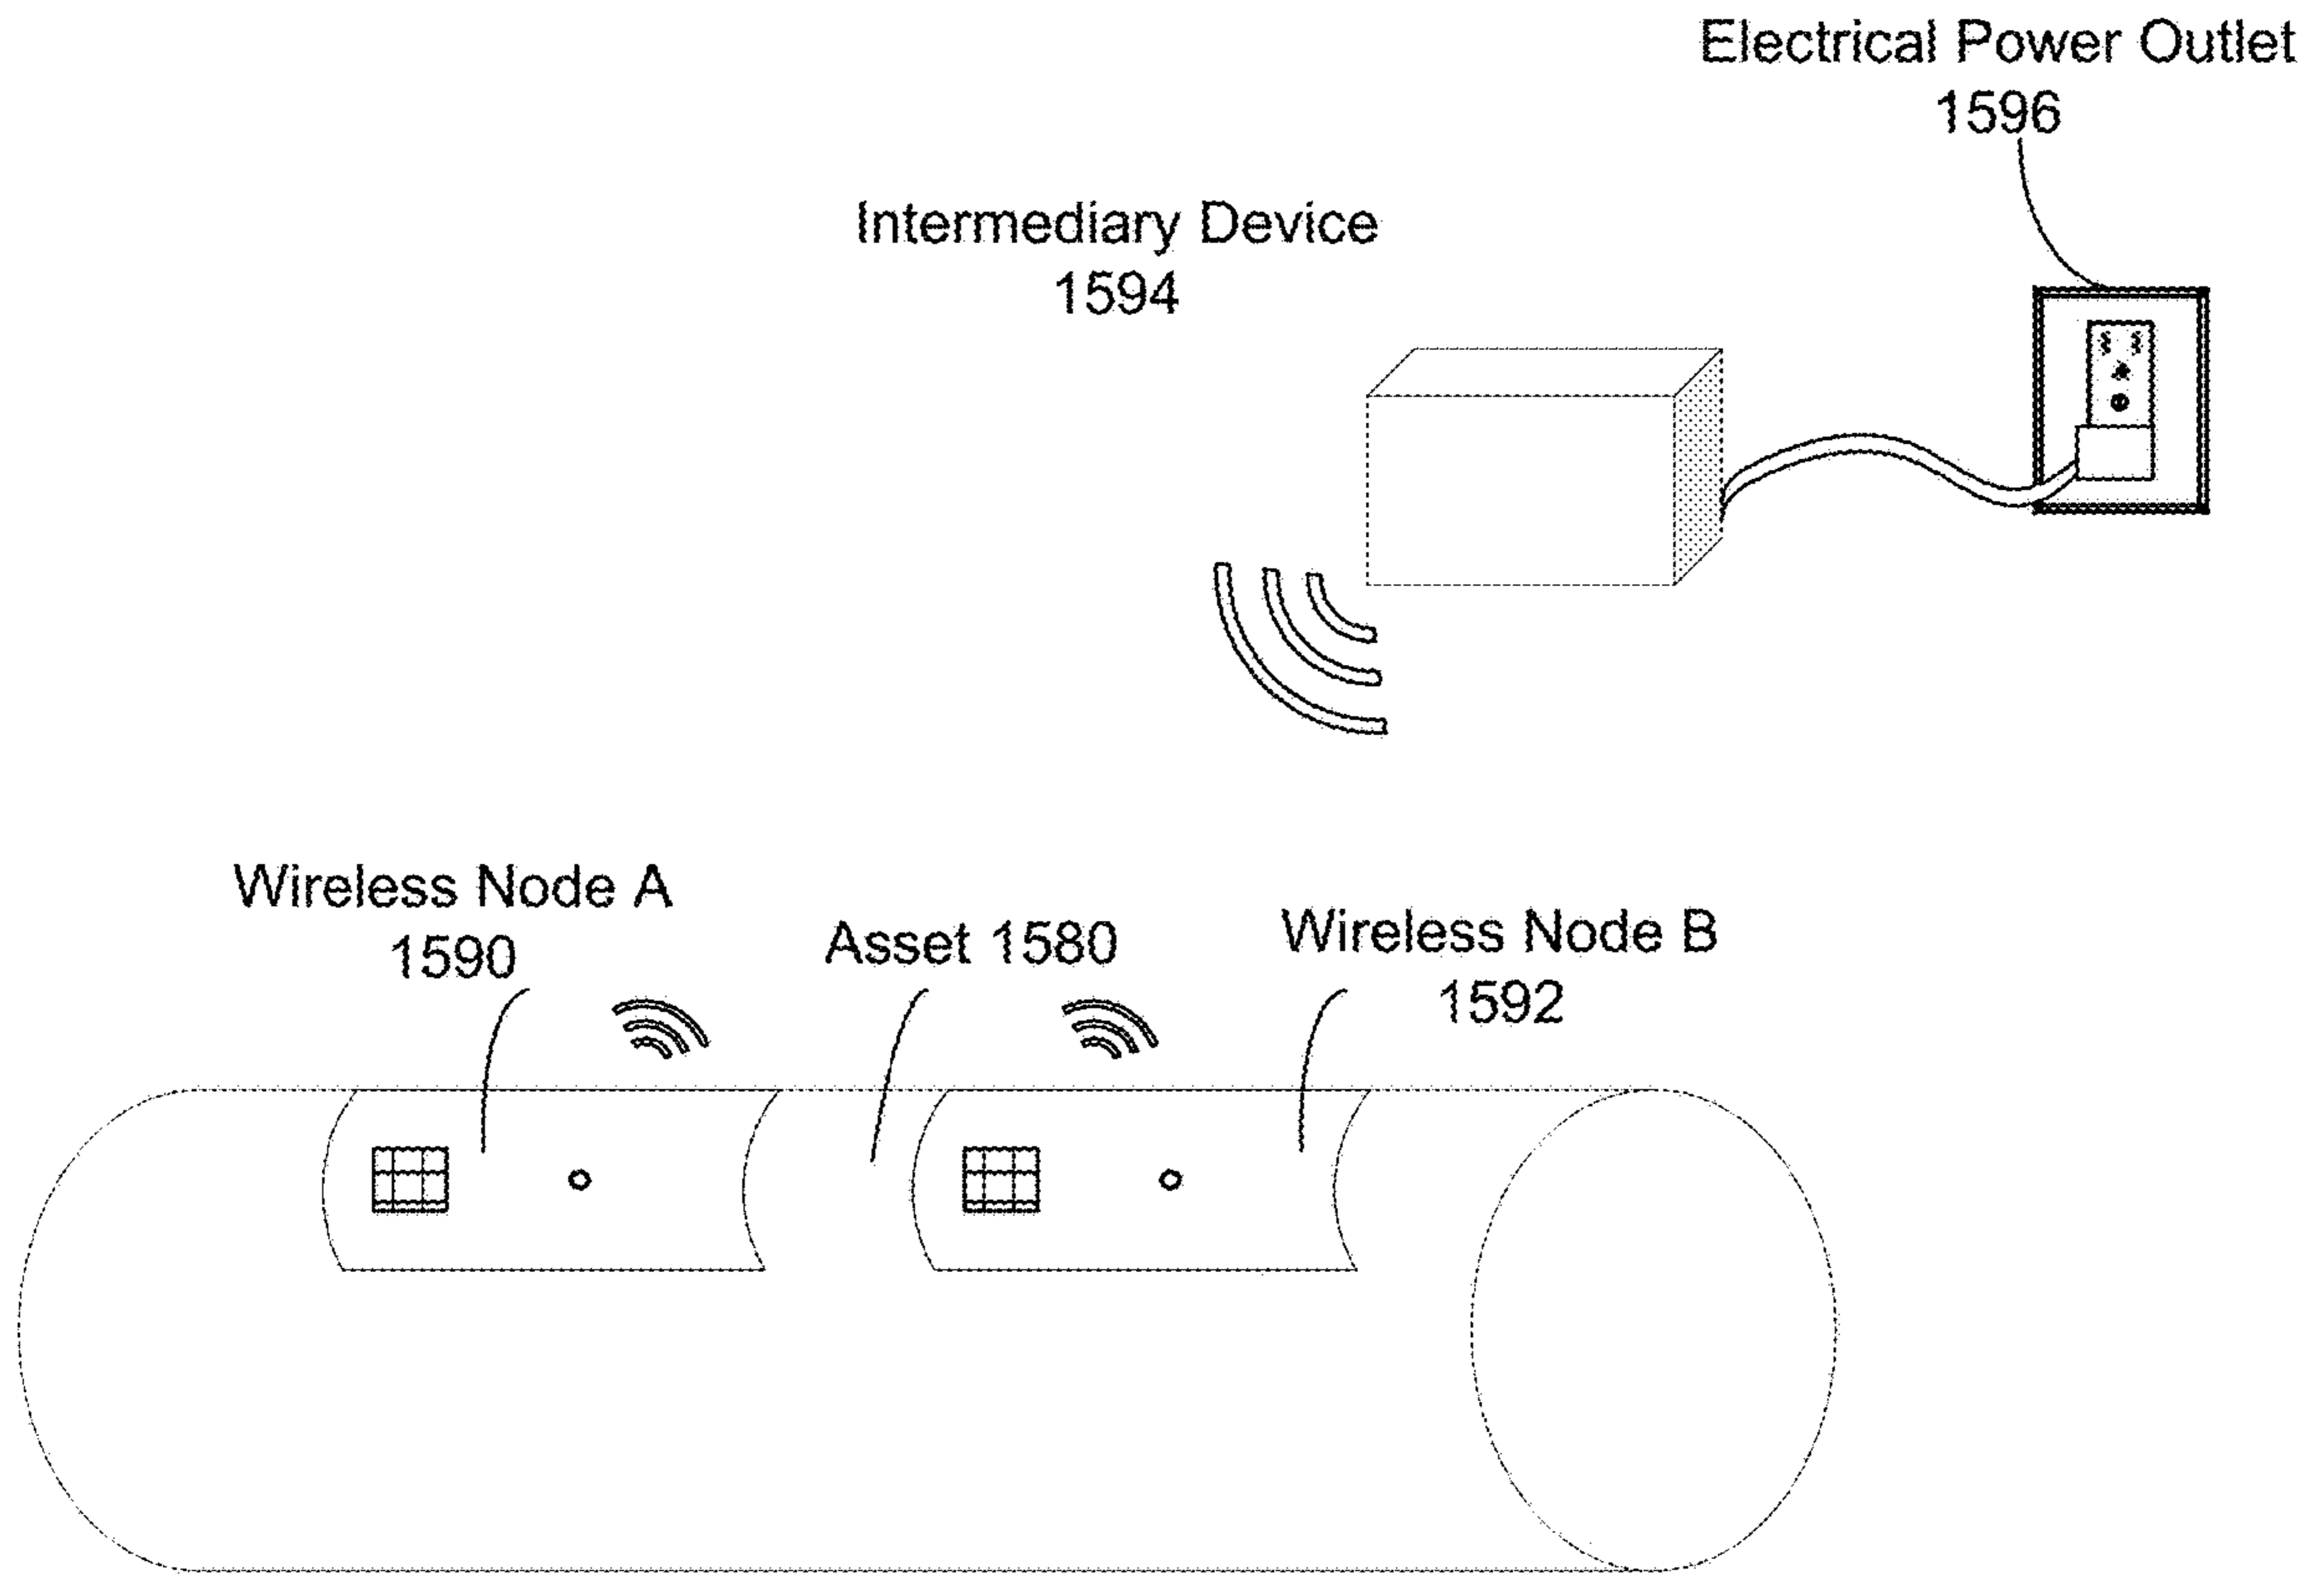 Electrical Power Outlet
1596
Intermediary Device
1594
Wireless Node A
1590
Asset 1580
Wireless Node B
1592